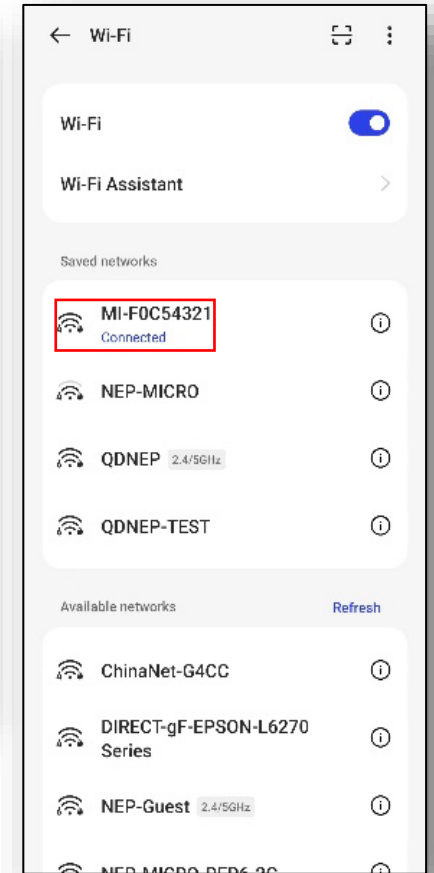 Wi-Fi
Wi-Fi
Wi-Fi Assistant
Saved networks
MI-F0C54321
Connected
NEP-MICRO
QDNEP 2.4/5GHz
QDNEP-TEST
Available networks Refresh
ChinaNet-G4CC
DIRECT-gF-EPSON-L6270
Series
NEP-Guest 2.4/5GHz